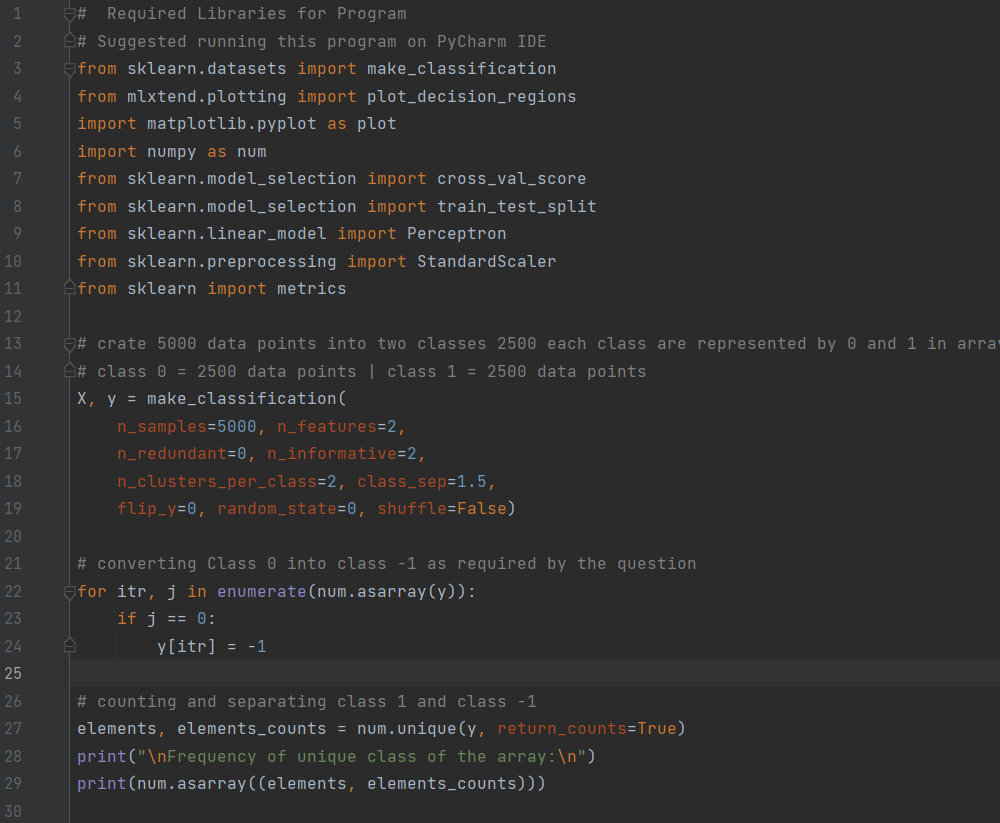 1 #  Required Libraries for Program
2 # Suggested running this program on PyCharm IDE
3 from sklearn.datasets import make_classification
4 from mlxtend.plotting import plot_decision_regions
5 import matplotlib.pyplot as plot
6 import numpy as num
7 from sklearn.model_selection import cross_val_score
8 from sklearn.model_selection import train_test_split
9 from sklearn.linear_model import Perceptron
10 from sklearn.preprocessing import StandardScaler
11 from sklearn import metrics
12
13 # crate 5000 data points into two classes 2500 each class are represented by 0 and 1 in
14 # class 0 = 2500 data points | class 1 = 2500 data points
15 X, y = make_classification(
16     n_samples=5000, n_features=2,
17     n_redundant=0, n_informative=2,
18     n_clusters_per_class=2, class_sep=1.5,
19     flip_y=0, random_state=0, shuffle=False)
20
21 # converting Class 0 into class -1 as required by the question
22 for itr, j in enumerate(num.asarray(y)):
23     if j == 0:
24         y[itr] = -1
25
26 # counting and separating class 1 and class -1
27 elements, elements_counts = num.unique(y, return_counts=True)
28 print("\nFrequency of unique class of the array:\n")
29 print(num.asarray((elements, elements_counts)))
30